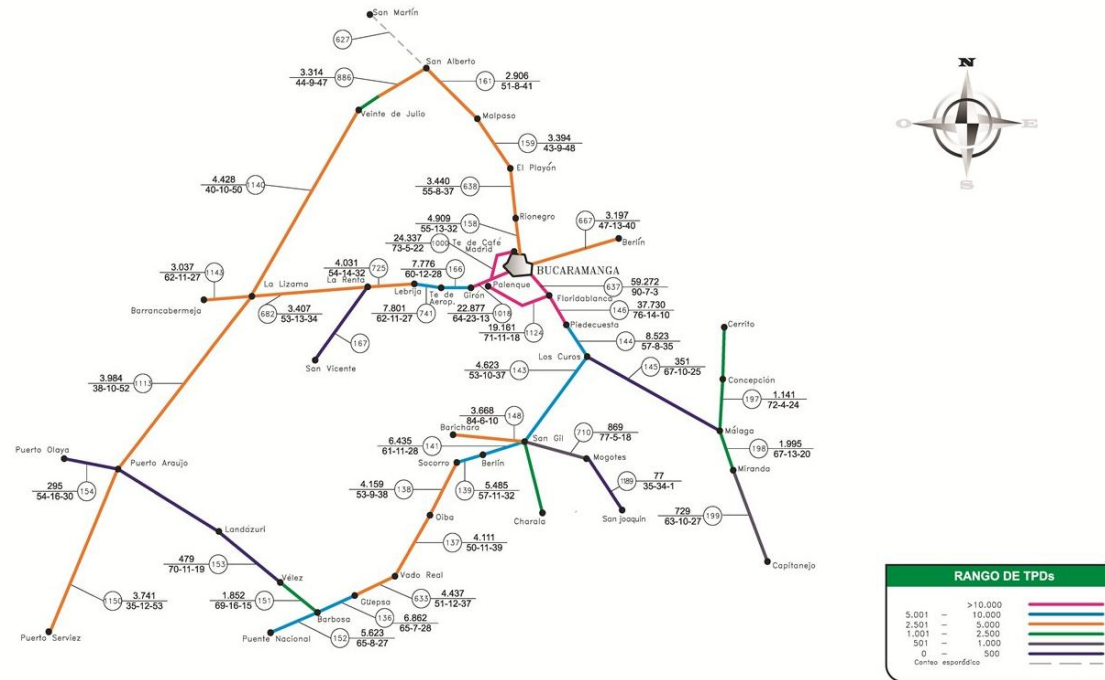 San Martín
627
San Alberto
3.314
44-9-47
886
161
2.906
51-8-41
Veinte de Julio
Malpaso
159
3.394
43-9-48
El Playón
4.428
40-10-50
1140
3.440
55-8-37
638
Rionegro
4.909
55-13-32
158
667
3.197
47-13-40
Berlín
24.337
73-5-22
1000
Te de Café
Madrid
BUCARAMANGA
3.037
62-11-27
1143
La Lizama
4.031
54-14-32
725
La Renta
7.776
60-12-28
166
Lebrija
Te de
Aerop.
Girón
Palenque
637
59.272
90-7-3
Floridablanca
Barrancabermeja
682
3.407
53-13-34
7.801
62-11-27
741
22.877
64-23-13
1018
19.161
71-11-18
1124
146
37.730
76-14-10
Piedecuesta
Cerrito
167
San Vicente
144
8.523
57-8-35
Los Curos
4.623
53-10-37
143
145
351
67-10-25
Concepción
197
1.141
72-4-24
3.984
38-10-52
1113
3.668
84-6-10
148
Barichara
710
869
77-5-18
Málaga
6.435
61-11-28
141
San Gil
Mogotes
198
1.995
67-13-20
Miranda
Puerto Olaya
Puerto Araujo
Socorro
Berlín
139
5.485
57-11-32
1189
77
35-34-1
295
54-16-30
154
4.159
53-9-38
138
Oiba
Charala
San joaquin
729
63-10-27
199
Landázuri
137
4.111
50-11-39
Capitanejo
479
70-11-19
153
Vélez
Vado Real
1150
3.741
35-12-53
1.852
69-16-15
151
Güepsa
633
4.437
51-12-37
Puerto Serviez
Puente Nacional
Barbosa
136
6.862
65-7-28
152
5.623
65-8-27
N
O
E
S
RANGO DE TPDs
>10.000
5.001 – 10.000
2.501 – 5.000
1.001 – 2.500
501 – 1.000
0 – 500
Conteo esporádico